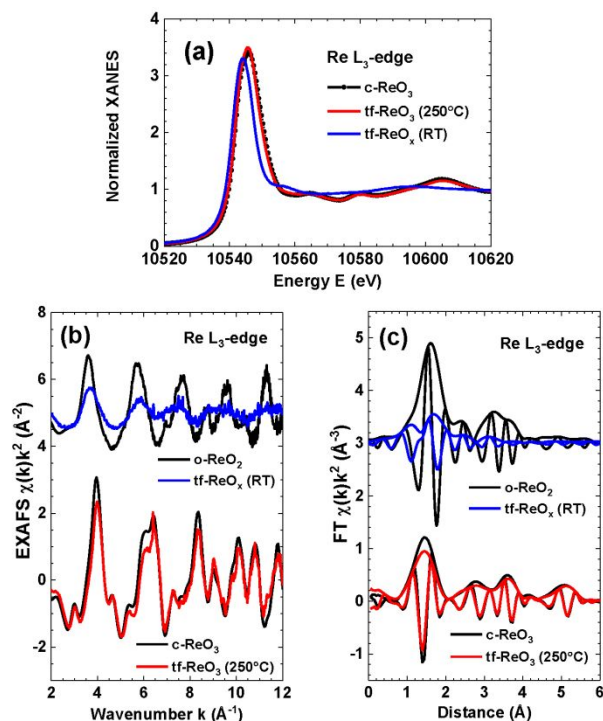 (a)
Re L₃-edge
c-ReO₃
tf-ReO₃ (250°C)
tf-ReOₓ (RT)
Normalized XANES
4
3
2
1
0
10520 10540 10560 10580 10600 10620
Energy E (eV)
(b)
Re L₃-edge
o-ReO₂
tf-ReOₓ (RT)
c-ReO₃
tf-ReO₃ (250°C)
EXAFS χ(k)k² (Å⁻²)
8
6
4
2
0
-2
2 4 6 8 10 12
Wavenumber k (Å⁻¹)
(c)
Re L₃-edge
o-ReO₂
tf-ReOₓ (RT)
c-ReO₃
tf-ReO₃ (250°C)
FT χ(k)k² (Å⁻³)
5
4
3
2
1
0
-1
0 1 2 3 4 5 6
Distance (Å)